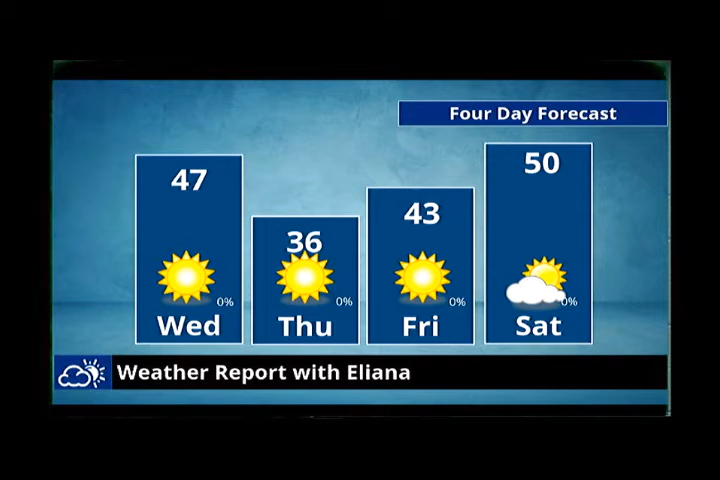 Four Day Forecast
47
0%
Wed
36
0%
Thu
43
0%
Fri
50
0%
Sat
Weather Report with Eliana